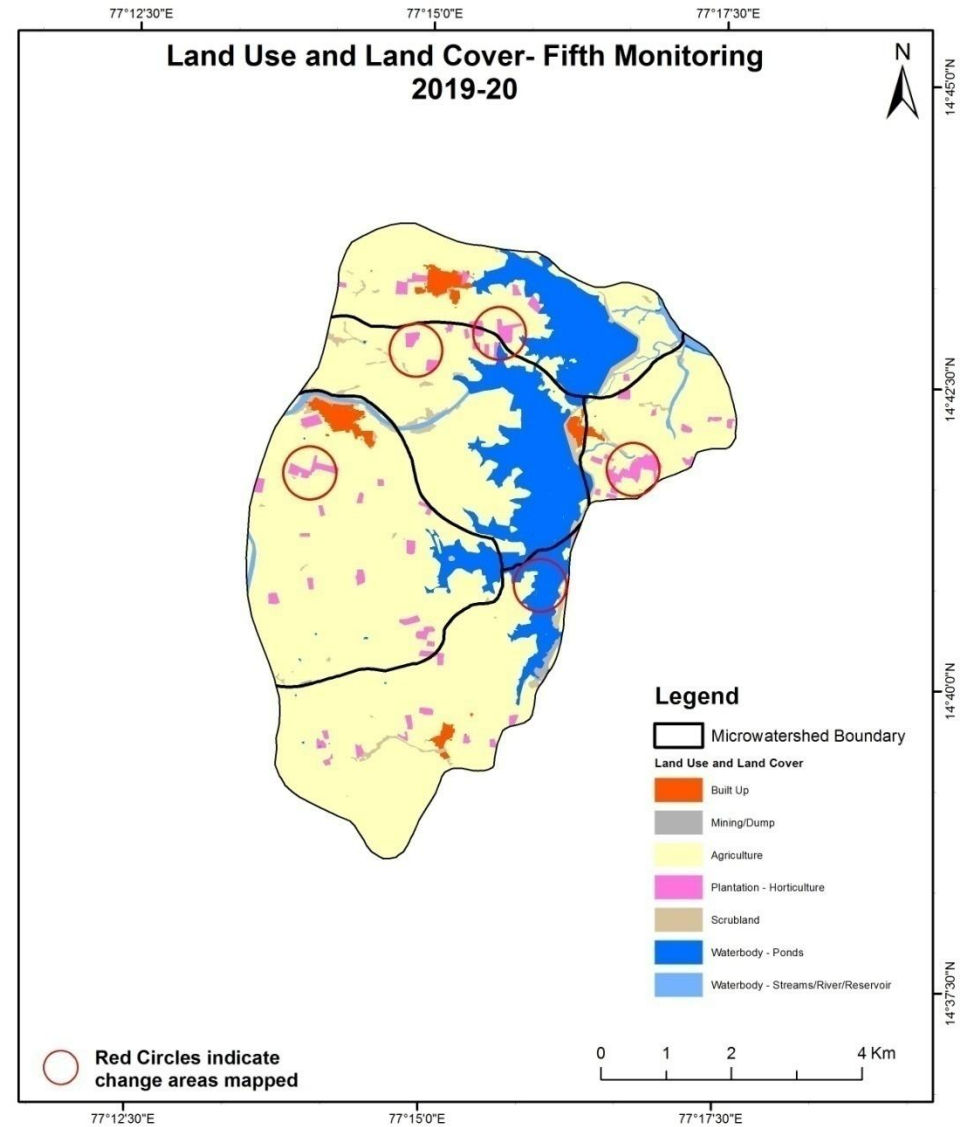 77°12'30"E 77°15'0"E 77°17'30"E
Land Use and Land Cover- Fifth Monitoring
2019-20
N
14°45'0"N
14°42'30"N
14°40'0"N
14°37'30"N
Legend
Microwatershed Boundary
Land Use and Land Cover
Built Up
Mining/Dump
Agriculture
Plantation - Horticulture
Scrubland
Waterbody - Ponds
Waterbody - Streams/River/Reservoir
Red Circles indicate
change areas mapped
0 1 2 4 Km
77°12'30"E 77°15'0"E 77°17'30"E